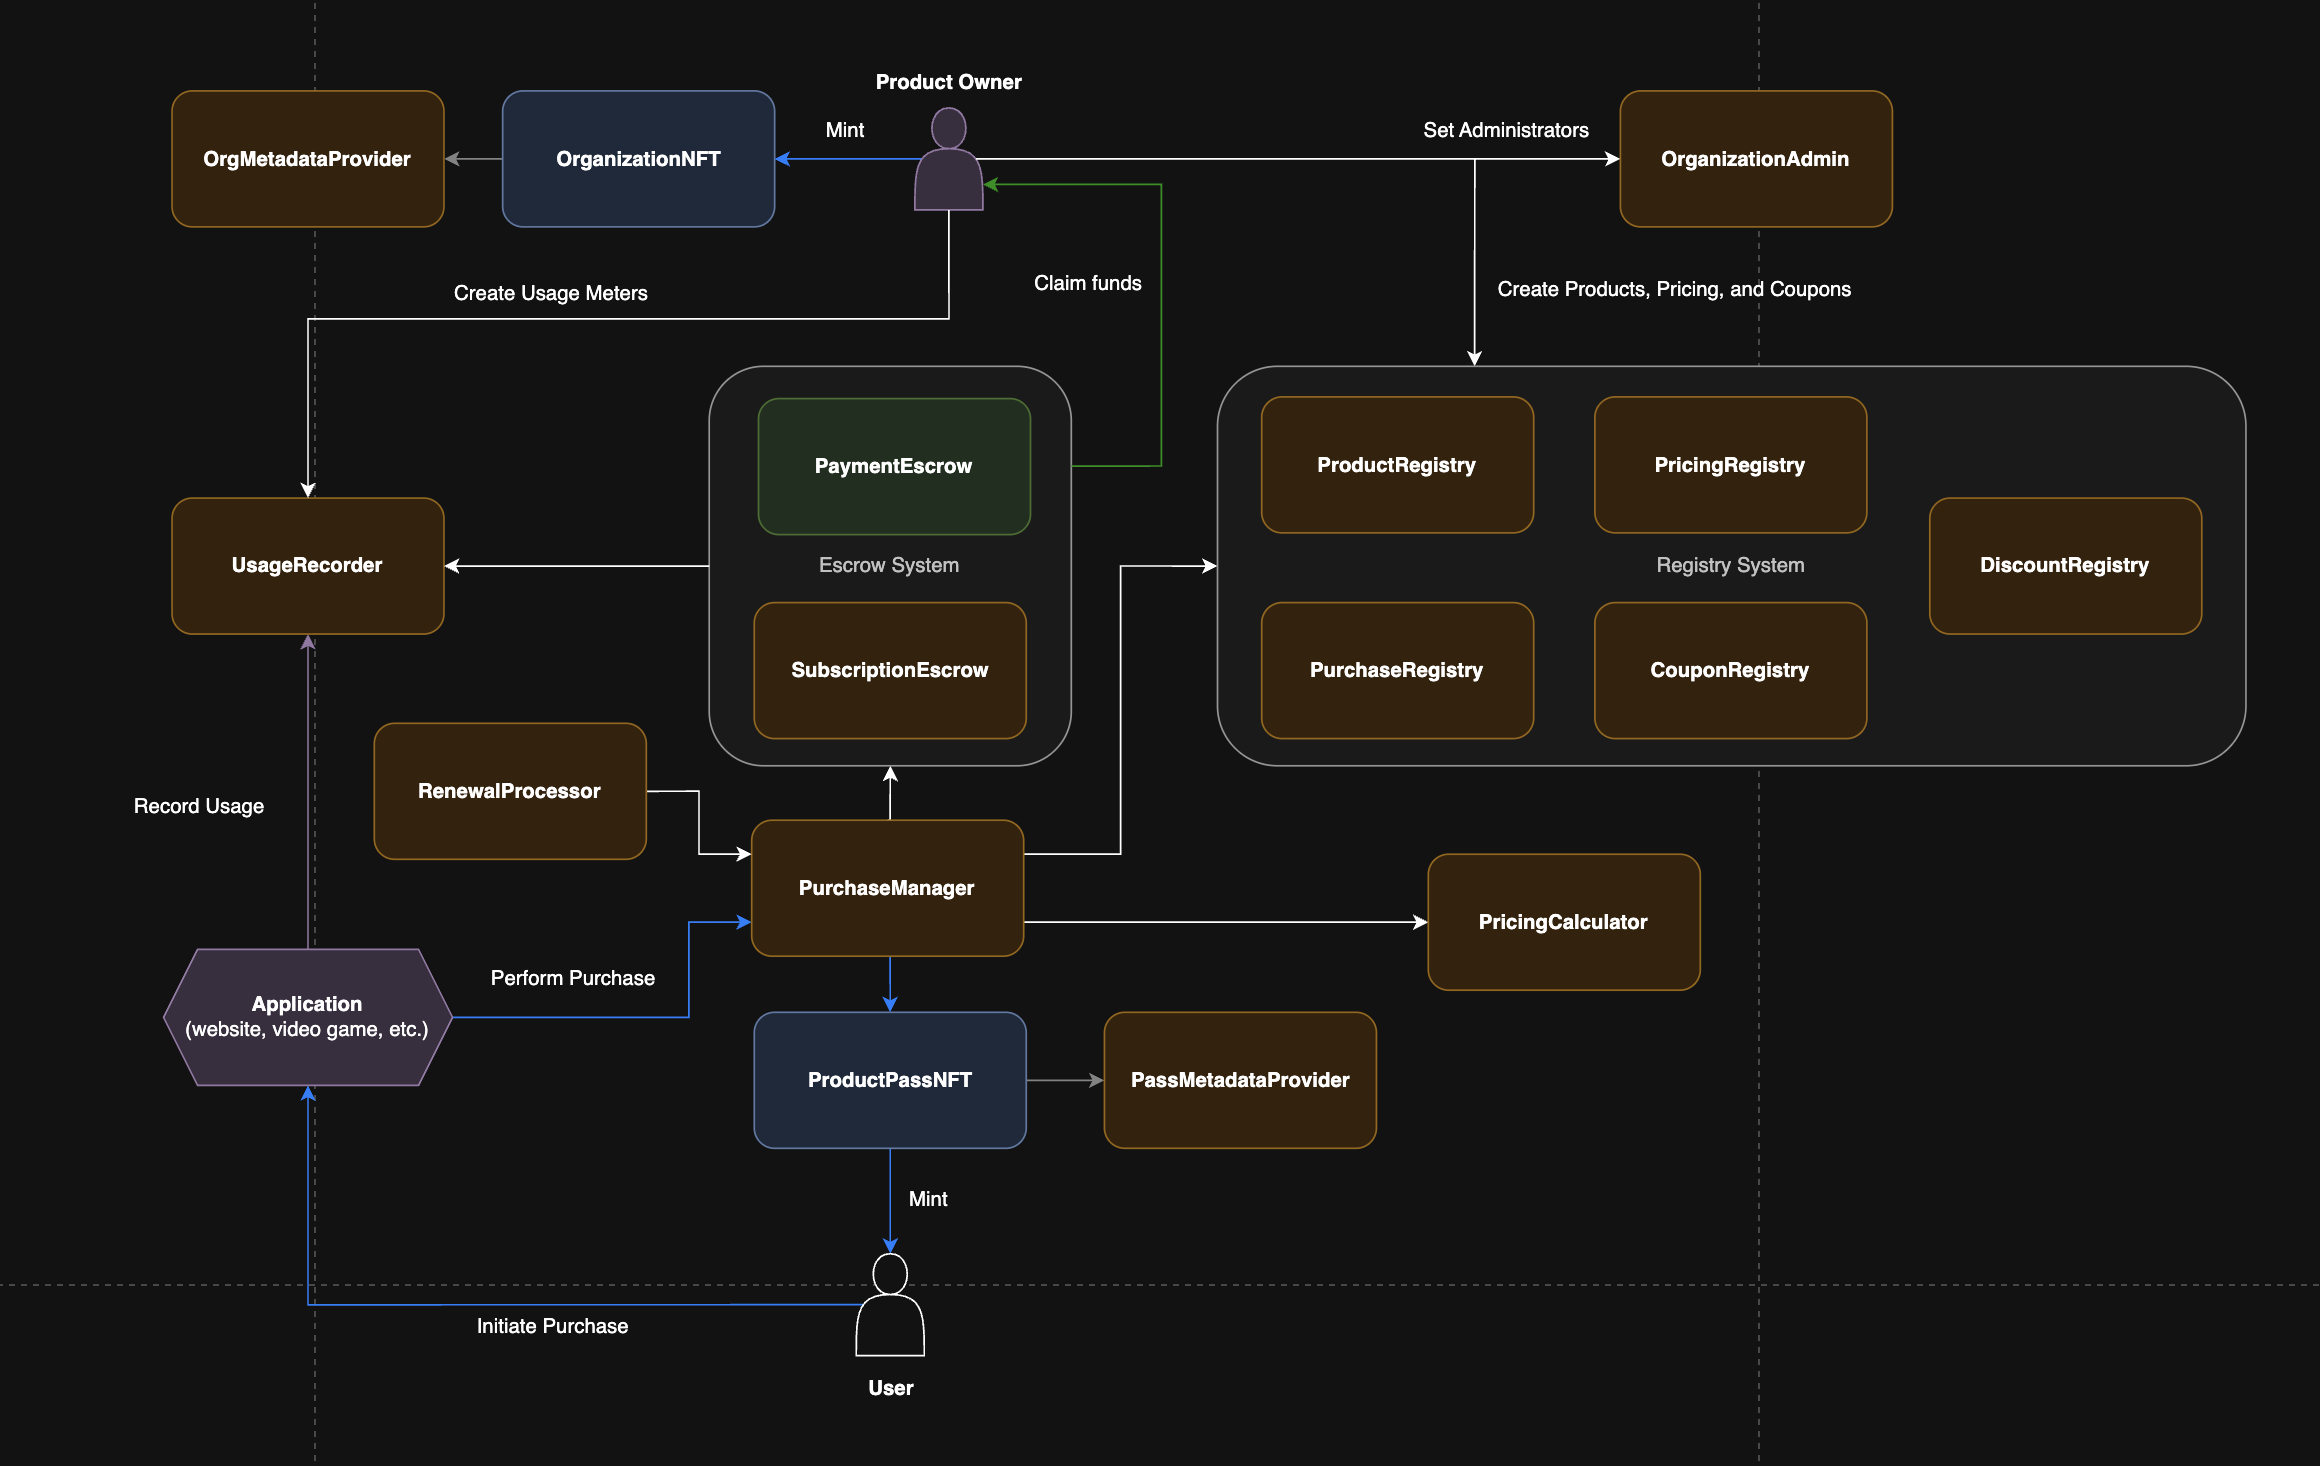 Product Owner
Mint
Set Administrators
OrgMetadataProvider
OrganizationNFT
OrganizationAdmin
Claim funds
Create Usage Meters
Create Products, Pricing, and Coupons
PaymentEscrow
ProductRegistry
PricingRegistry
UsageRecorder
Escrow System
Registry System
DiscountRegistry
SubscriptionEscrow
PurchaseRegistry
CouponRegistry
RenewalProcessor
Record Usage
PurchaseManager
PricingCalculator
Perform Purchase
Application
(website, video game, etc.)
ProductPassNFT
PassMetadataProvider
Mint
Initiate Purchase
User